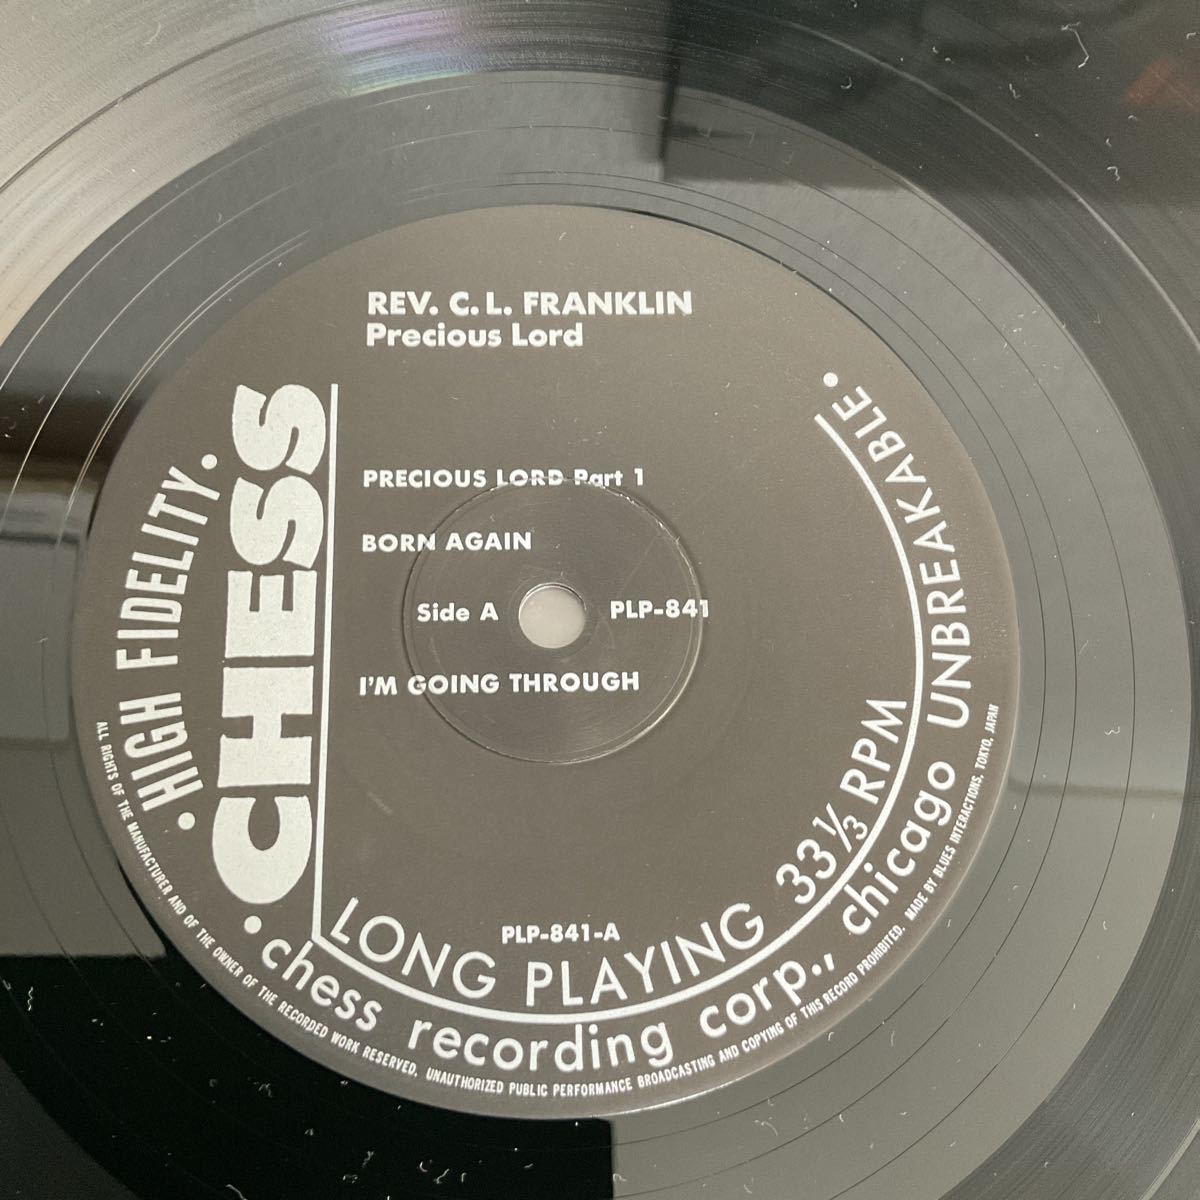 REV. C. L. FRANKLIN
Precious Lord
PRECIOUS LORD Part 1
BORN AGAIN
Side A
PLP-841
I'M GOING THROUGH
PLP-841-A
• HIGH FIDELITY •
CHESS
LONG PLAYING 33 1/3 RPM
• chess recording corp., chicago UNBREAKABLE •
ALL RIGHTS OF THE MANUFACTURER AND OF THE OWNER OF THE RECORDED WORK RESERVED. UNAUTHORIZED PUBLIC PERFORMANCE BROADCASTING AND COPYING OF THIS RECORD PROHIBITED. MADE BY BLUES INTERACTIONS, TOKYO, JAPAN